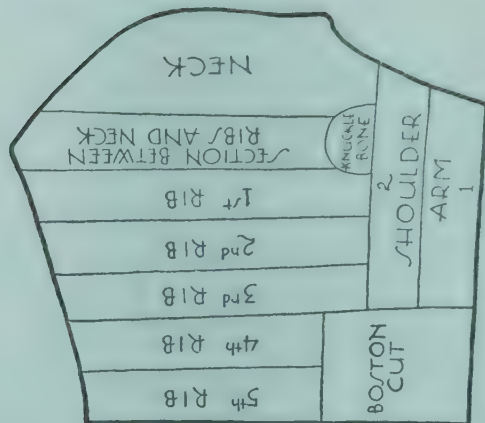 NECK
SECTION BETWEEN
RIBS AND NECK
KNUCKLE
BONE
1st RIB
2nd RIB
3rd RIB
4th RIB
5th RIB
2
SHOULDER
ARM
1
BOSTON
CUT